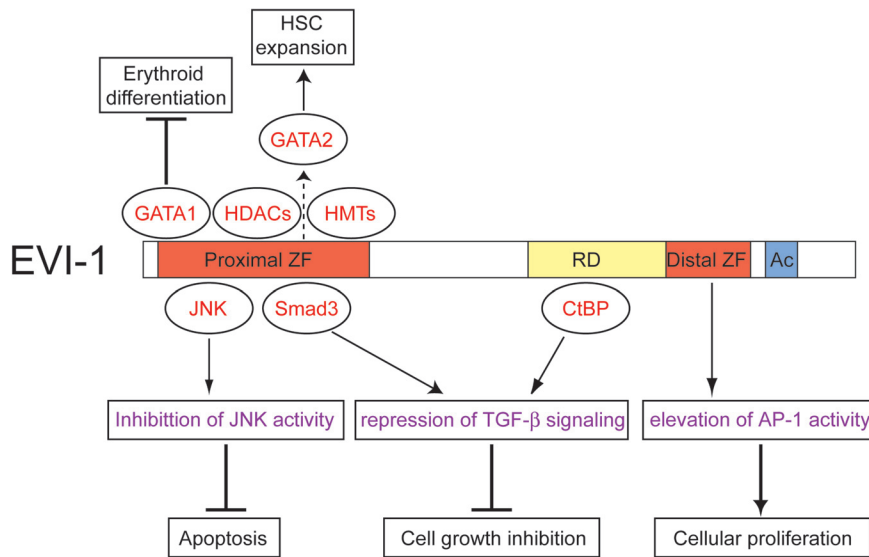 HSC
expansion
Erythroid
differentiation
GATA2
GATA1
HDACs
HMTs
EVI-1
Proximal ZF
RD
Distal ZF
Ac
JNK
Smad3
CtBP
Inhibittion of JNK activity
repression of TGF-β signaling
elevation of AP-1 activity
Apoptosis
Cell growth inhibition
Cellular proliferation